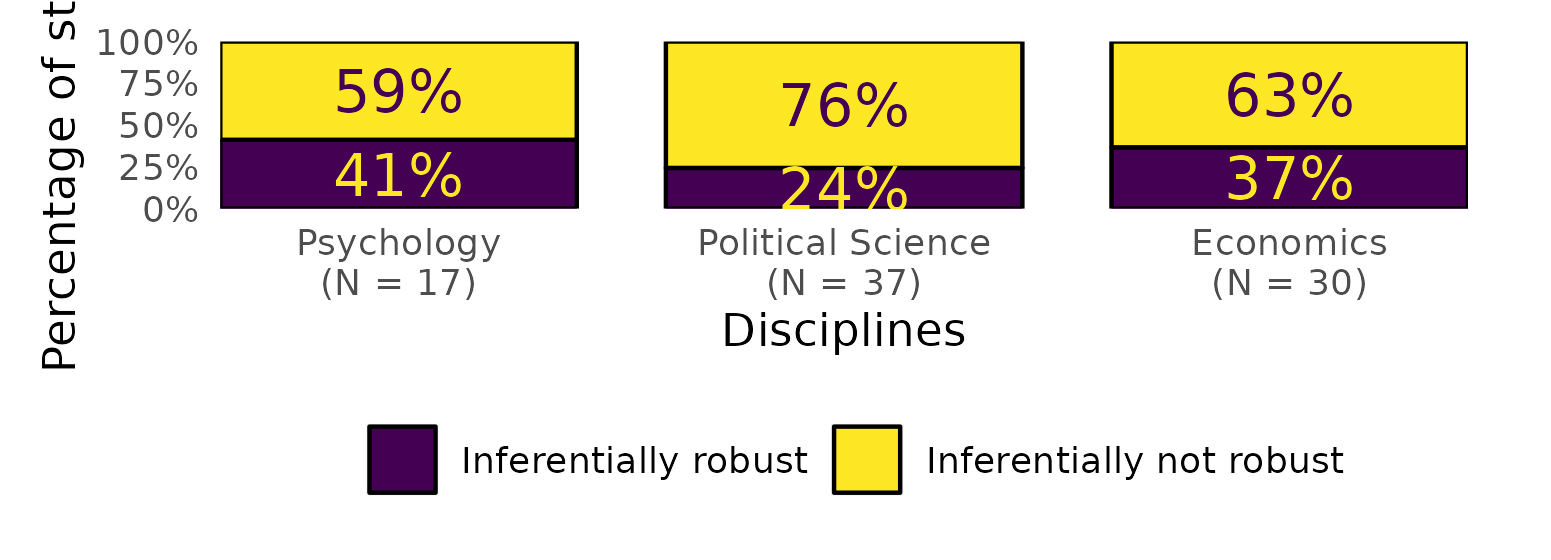 Percentage of st
100%
75%
50%
25%
0%
59%
41%
76%
24%
63%
37%
Psychology
(N = 17)
Political Science
(N = 37)
Economics
(N = 30)
Disciplines
Inferentially robust
Inferentially not robust